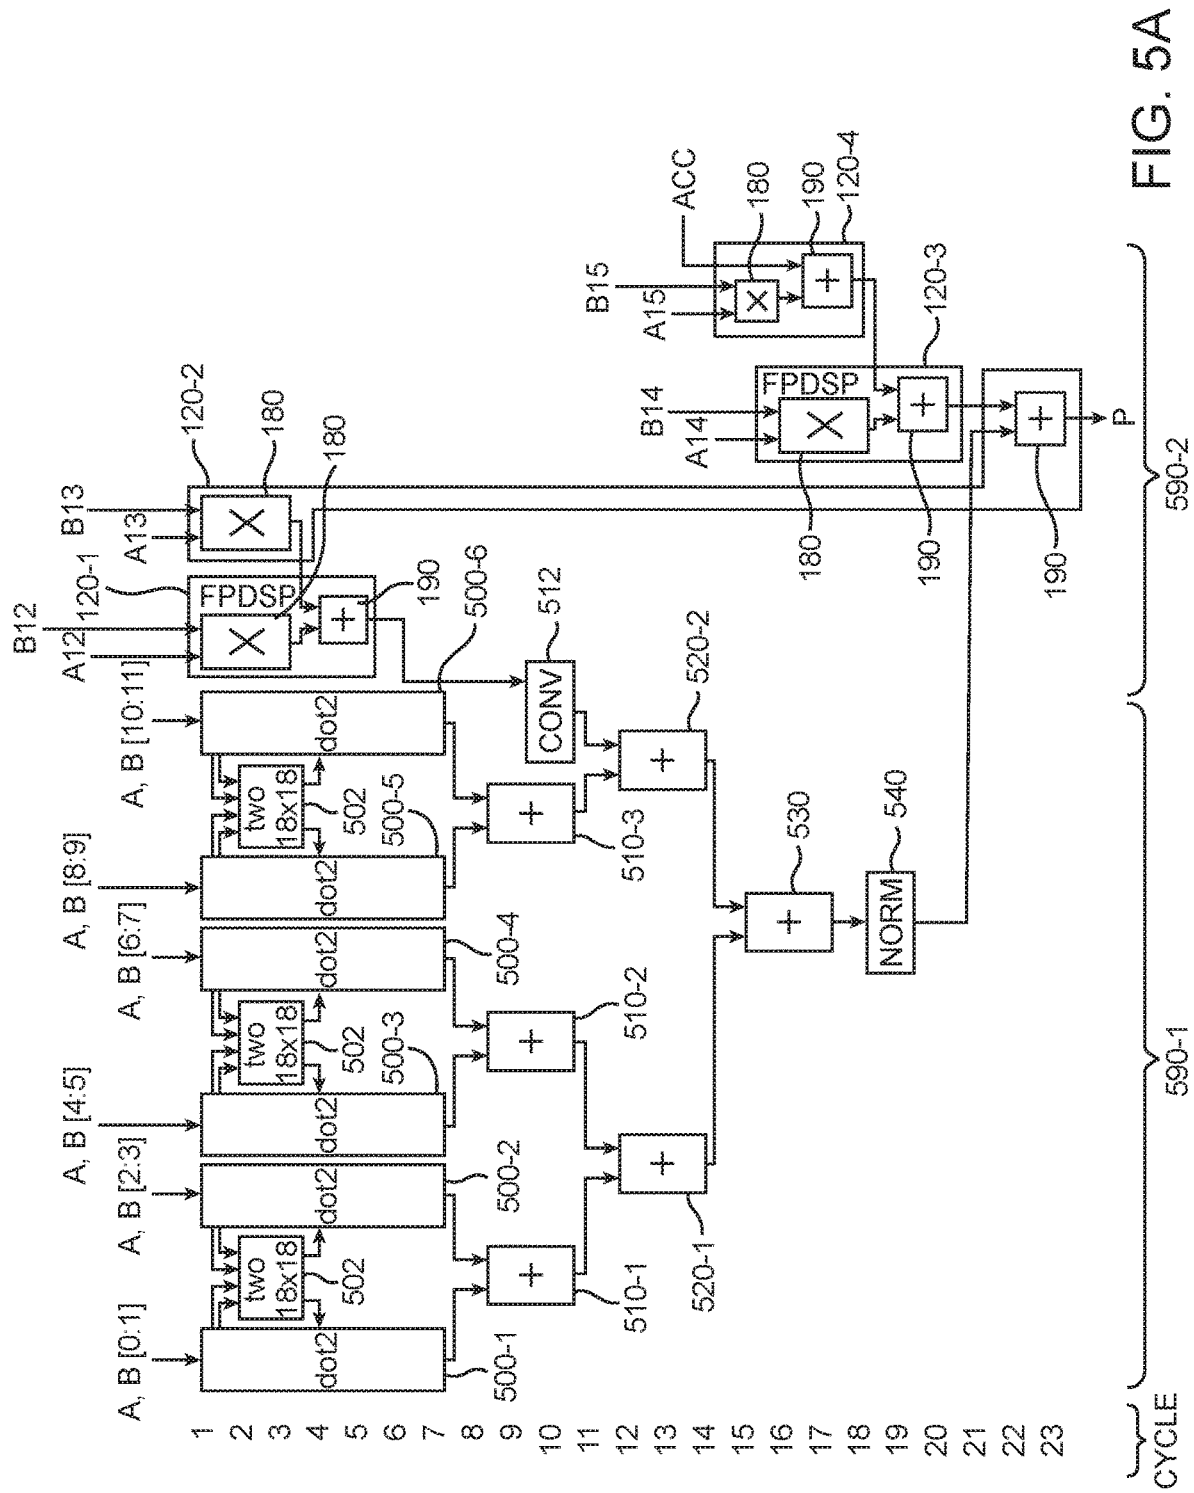 B12
B13
A12
120-1
A13
120-2
180
180
A, B [0:1]
A, B [2:3]
A, B [4:5]
A, B [6:7]
A, B [8:9]
A, B [10:11]
FPDSP
X
X
+
190
two
18x18
502
two
18x18
502
two
18x18
502
dot2
dot2
dot2
dot2
dot2
dot2
500-1
500-2
500-3
500-4
500-5
500-6
+
+
+
510-1
510-2
510-3
CONV
512
+
+
520-1
520-2
+
530
NORM
540
B14
A14
B15
A15
ACC
FPDSP
X
180
X
180
+
190
120-4
+
190
120-3
+
190
P
CYCLE
1
2
3
4
5
6
7
8
9
10
11
12
13
14
15
16
17
18
19
20
21
22
23
590-1
590-2
FIG. 5A